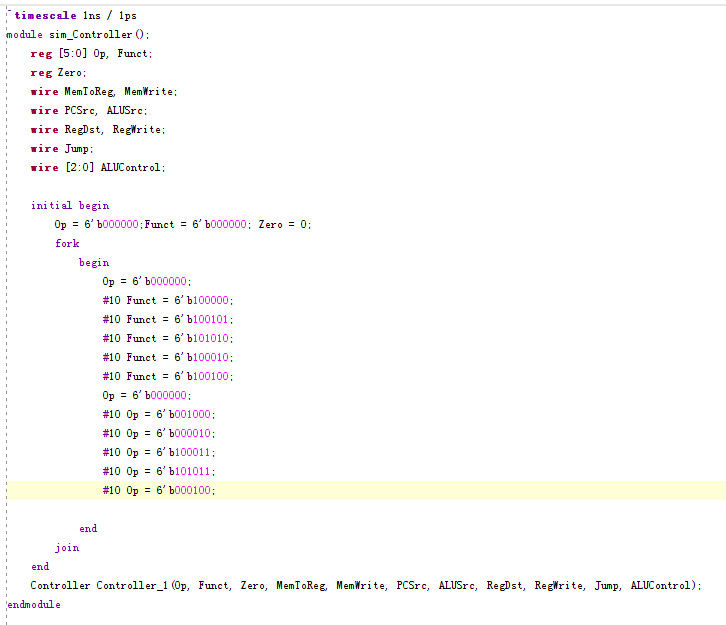 `timescale 1ns / 1ps
module sim_Controller();
reg [5:0] Op, Funct;
reg Zero;
wire MemToReg, MemWrite;
wire PCSrc, ALUSrc;
wire RegDst, RegWrite;
wire Jump;
wire [2:0] ALUControl;
initial begin
Op = 6'b000000;Funct = 6'b000000; Zero = 0;
fork
begin
Op = 6'b000000;
#10 Funct = 6'b100000;
#10 Funct = 6'b100101;
#10 Funct = 6'b101010;
#10 Funct = 6'b100010;
#10 Funct = 6'b100100;
Op = 6'b000000;
#10 Op = 6'b001000;
#10 Op = 6'b000010;
#10 Op = 6'b100011;
#10 Op = 6'b101011;
#10 Op = 6'b000100;
end
join
end
Controller Controller_1(Op, Funct, Zero, MemToReg, MemWrite, PCSrc, ALUSrc, RegDst, RegWrite, Jump, ALUControl);
endmodule